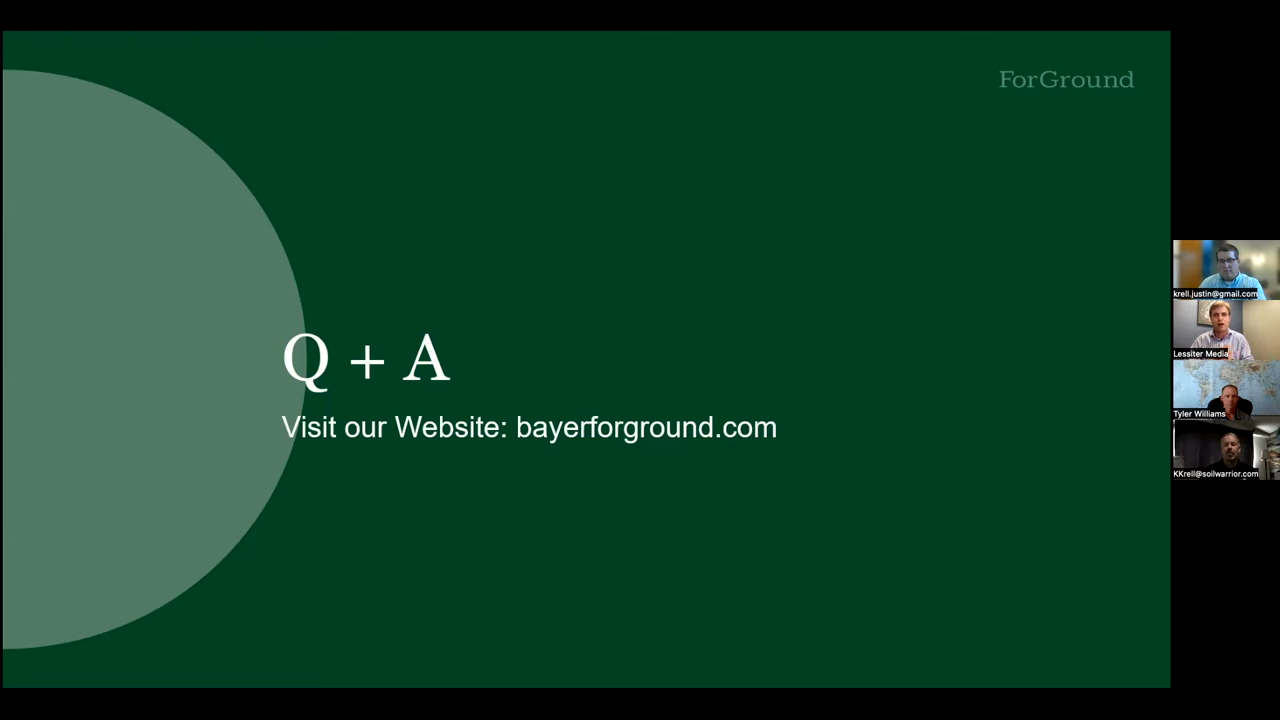 ForGround
Q + A
Visit our Website: bayerforground.com
krell.justin@gmail.com
Lessiter Media
Tyler Williams
KKrell@soilwarrior.com